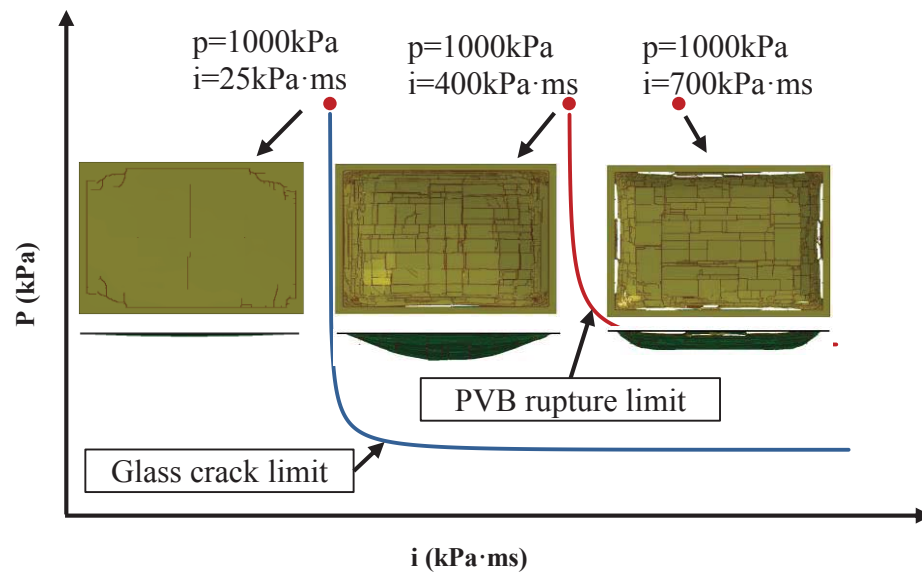 p=1000kPa
i=25kPa·ms
p=1000kPa
i=400kPa·ms
p=1000kPa
i=700kPa·ms
P (kPa)
PVB rupture limit
Glass crack limit
i (kPa·ms)